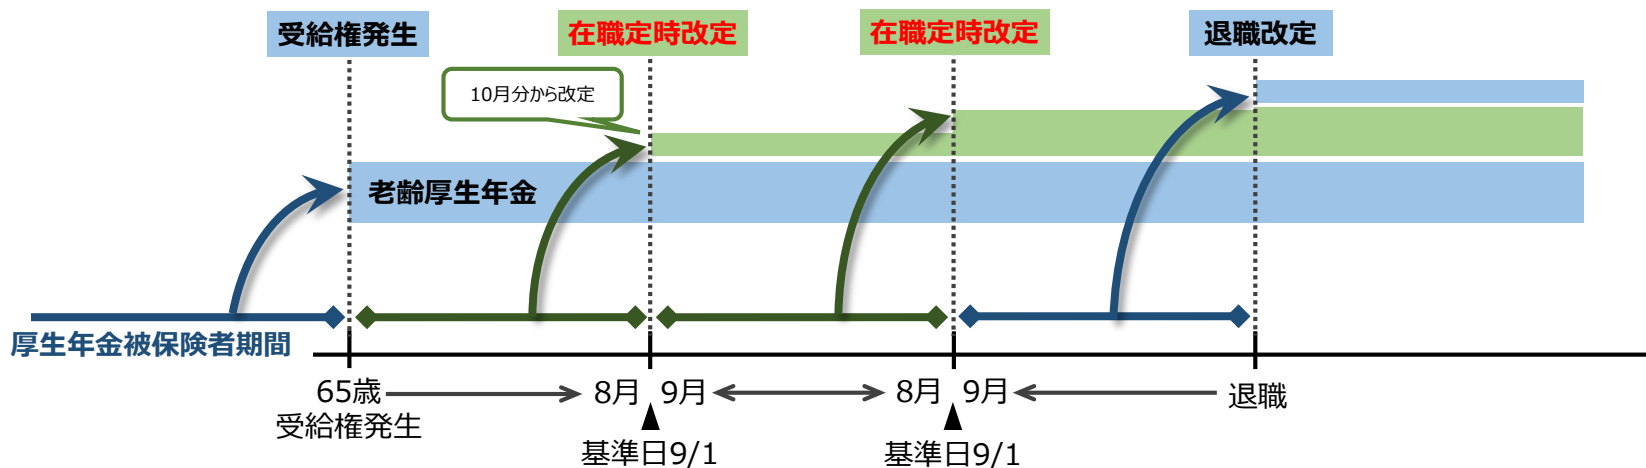 受給権発生
在職定時改定
在職定時改定
退職改定
10月分から改定
老齢厚生年金
厚生年金被保険者期間
65歳
受給権発生
8月
9月
8月
9月
退職
基準日9/1
基準日9/1